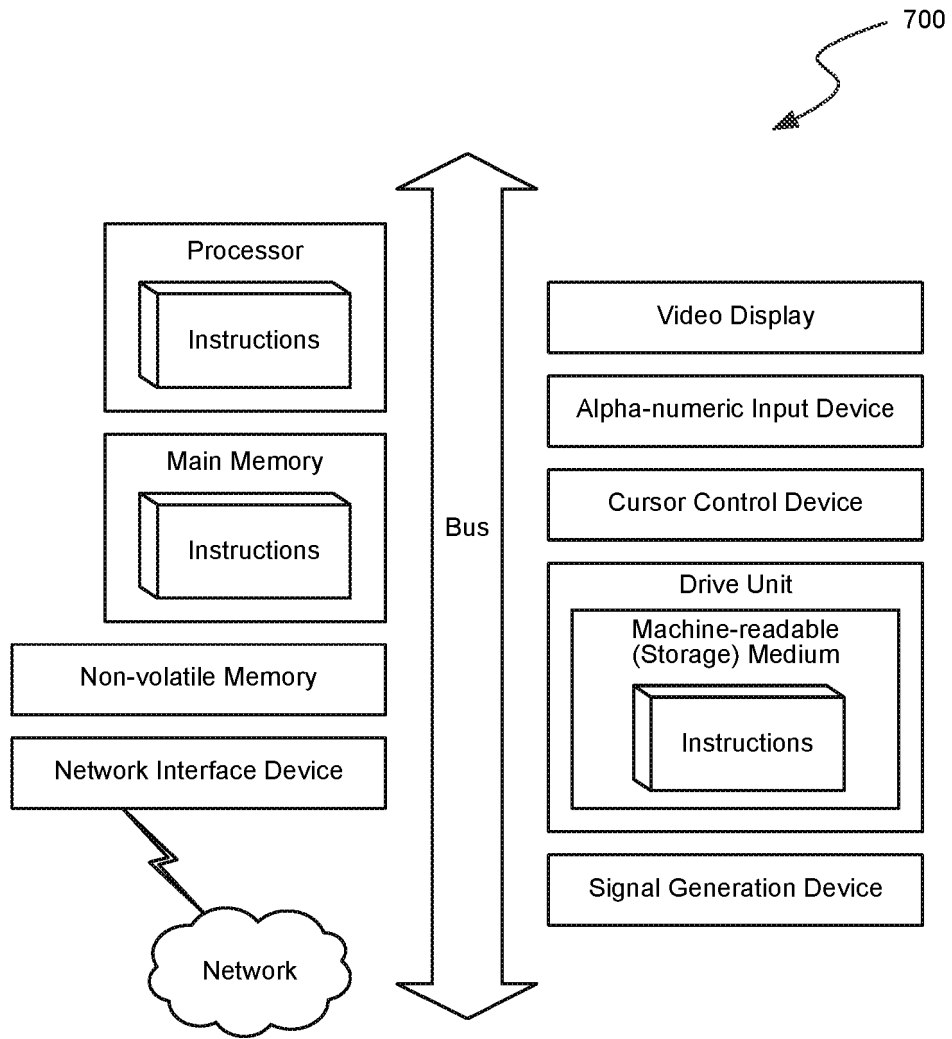 700
Processor
Instructions
Main Memory
Instructions
Non-volatile Memory
Network Interface Device
Network
Bus
Video Display
Alpha-numeric Input Device
Cursor Control Device
Drive Unit
Machine-readable
(Storage) Medium
Instructions
Signal Generation Device